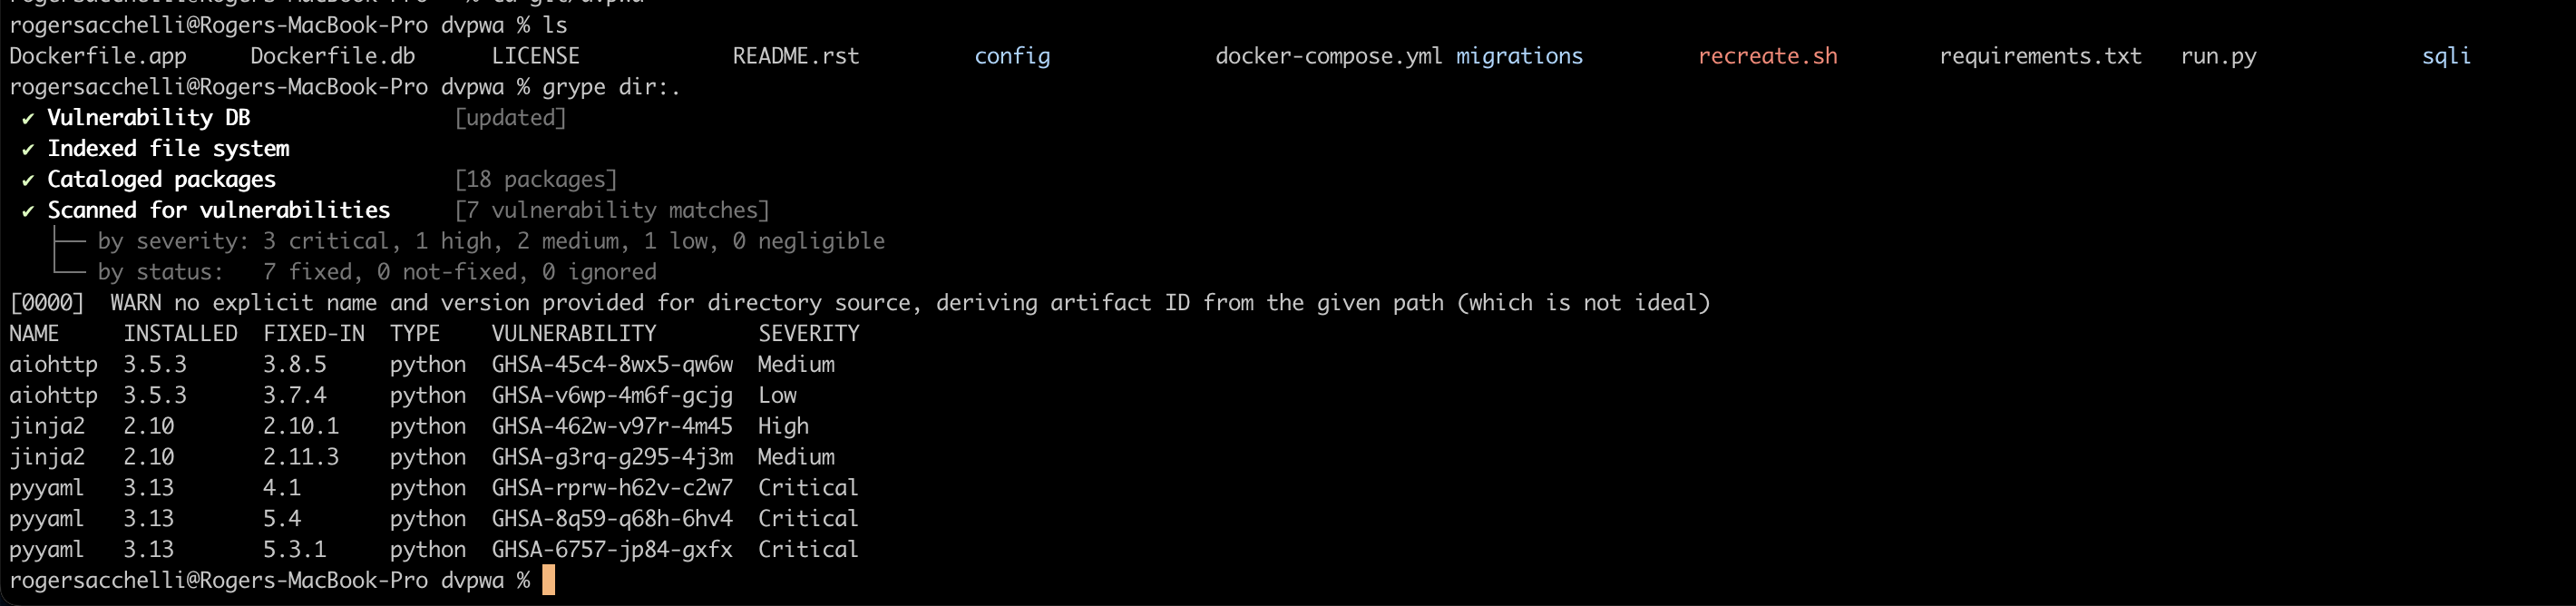 rogersacchelli@Rogers-MacBook-Pro dvpwa % ls
Dockerfile.app Dockerfile.db LICENSE README.rst config docker-compose.yml migrations recreate.sh requirements.txt run.py sqli
rogersacchelli@Rogers-MacBook-Pro dvpwa % grype dir:.
✔ Vulnerability DB [updated]
✔ Indexed file system
✔ Cataloged packages [18 packages]
✔ Scanned for vulnerabilities [7 vulnerability matches]
├── by severity: 3 critical, 1 high, 2 medium, 1 low, 0 negligible
└── by status: 7 fixed, 0 not-fixed, 0 ignored
[0000] WARN no explicit name and version provided for directory source, deriving artifact ID from the given path (which is not ideal)
NAME INSTALLED FIXED-IN TYPE VULNERABILITY SEVERITY
aiohttp 3.5.3 3.8.5 python GHSA-45c4-8wx5-qw6w Medium
aiohttp 3.5.3 3.7.4 python GHSA-v6wp-4m6f-gcjg Low
jinja2 2.10 2.10.1 python GHSA-462w-v97r-4m45 High
jinja2 2.10 2.11.3 python GHSA-g3rq-g295-4j3m Medium
pyyaml 3.13 4.1 python GHSA-rprw-h62v-c2w7 Critical
pyyaml 3.13 5.4 python GHSA-8q59-q68h-6hv4 Critical
pyyaml 3.13 5.3.1 python GHSA-6757-jp84-gxfx Critical
rogersacchelli@Rogers-MacBook-Pro dvpwa %